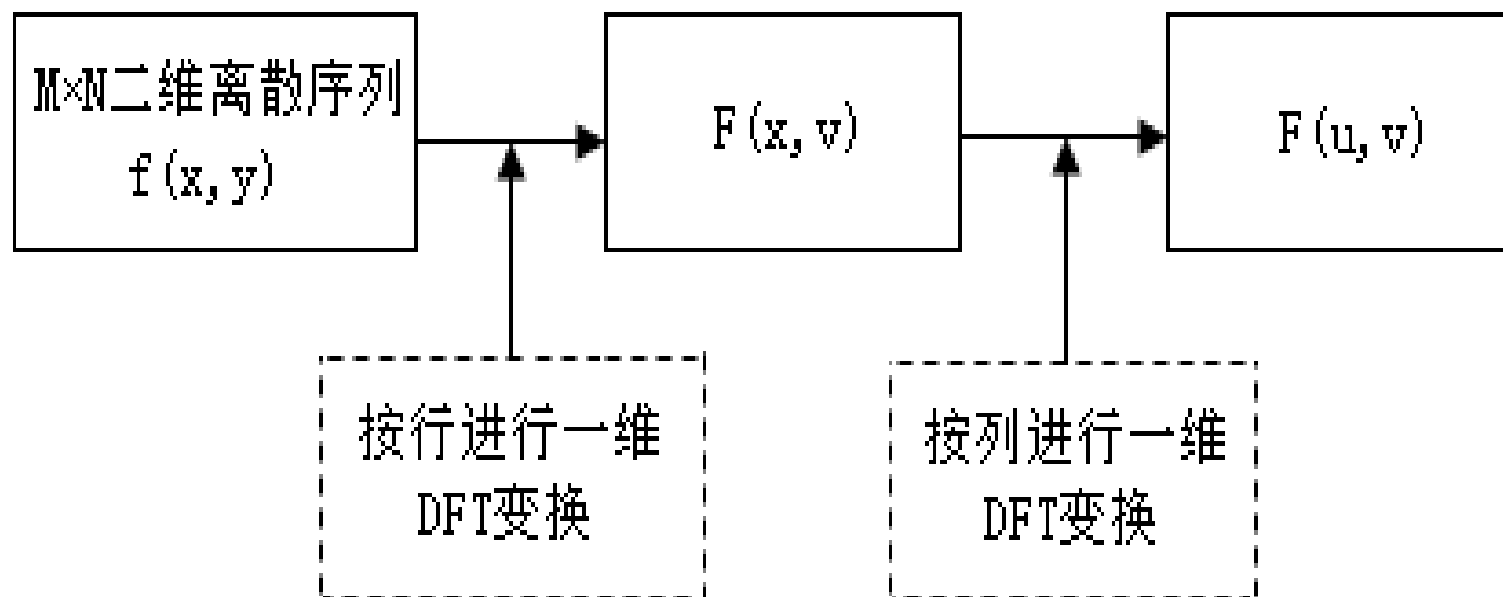 M×N二维离散序列
f(x,y)
F(x,v)
F(u,v)
按行进行一维
DFT变换
按列进行一维
DFT变换